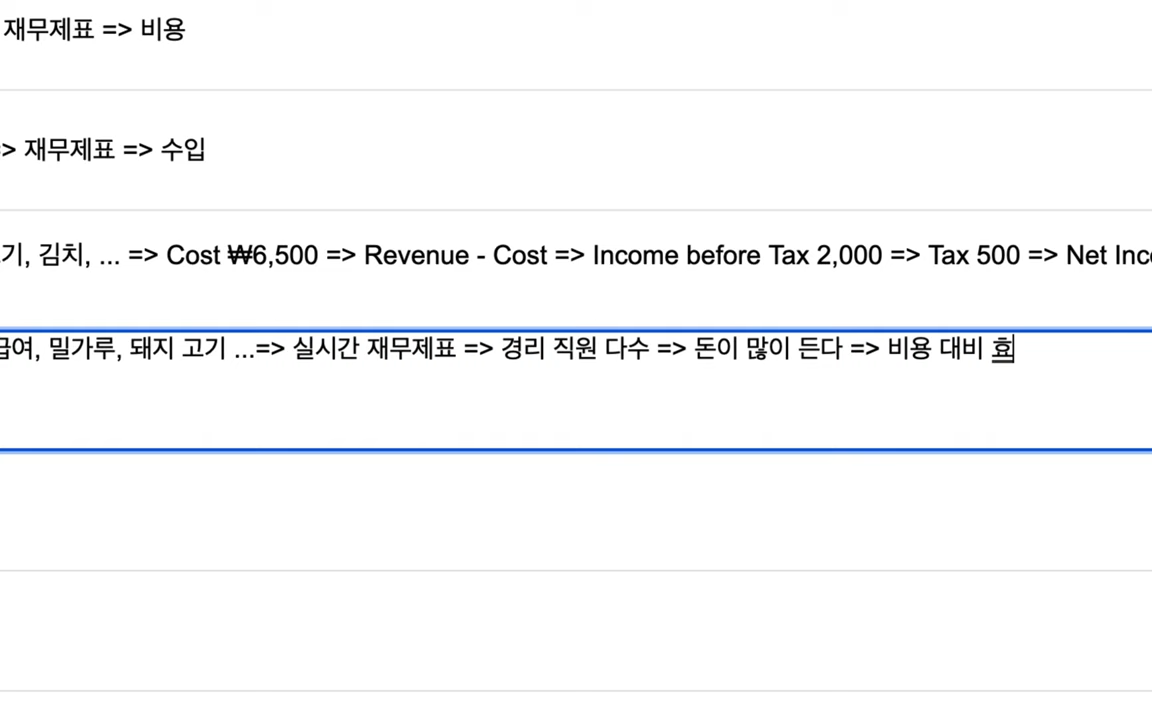 재무제표 => 비용
=> 재무제표 => 수입
기, 김치, ... => Cost ₩6,500 => Revenue - Cost => Income before Tax 2,000 => Tax 500 => Net Inc
급여, 밀가루, 돼지 고기 ...=> 실시간 재무제표 => 경리 직원 다수 => 돈이 많이 든다 => 비용 대비 효